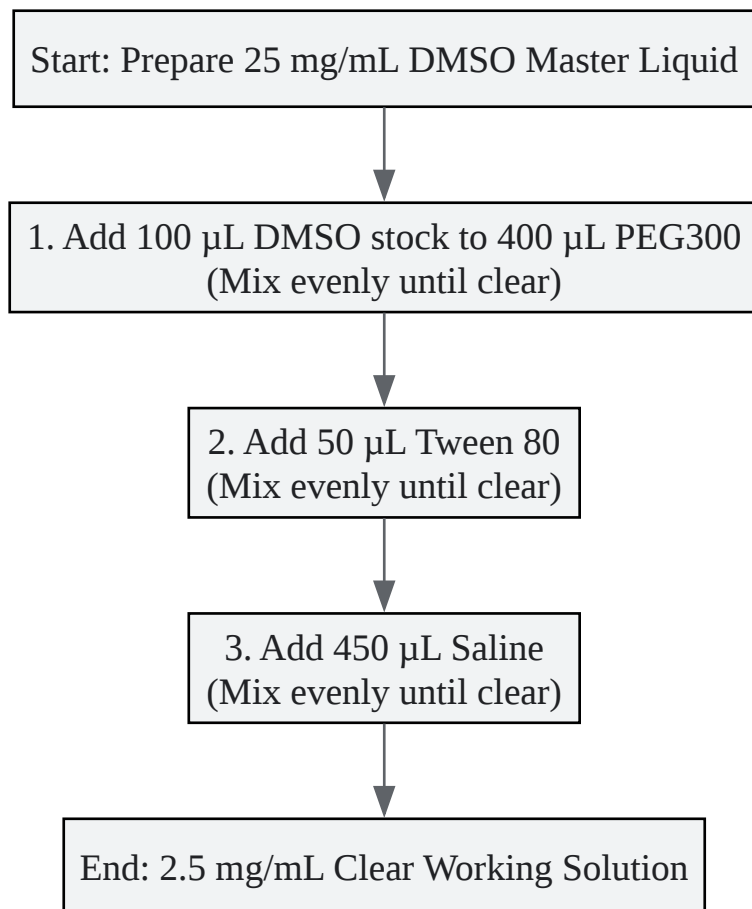 Start: Prepare 25 mg/mL DMSO Master Liquid
1. Add 100 µL DMSO stock to 400 µL PEG300
(Mix evenly until clear)
2. Add 50 µL Tween 80
(Mix evenly until clear)
3. Add 450 µL Saline
(Mix evenly until clear)
End: 2.5 mg/mL Clear Working Solution